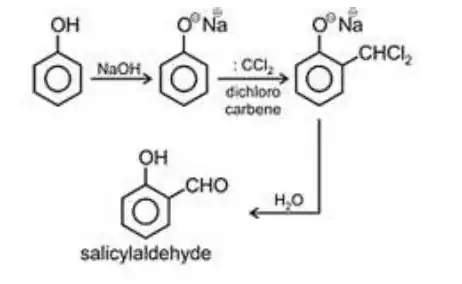 OH
NaOH
O⊖ Na⊖
: CCl2
dichloro
carbene
O⊖ Na⊖
CHCl2
H2O
OH
CHO
salicylaldehyde